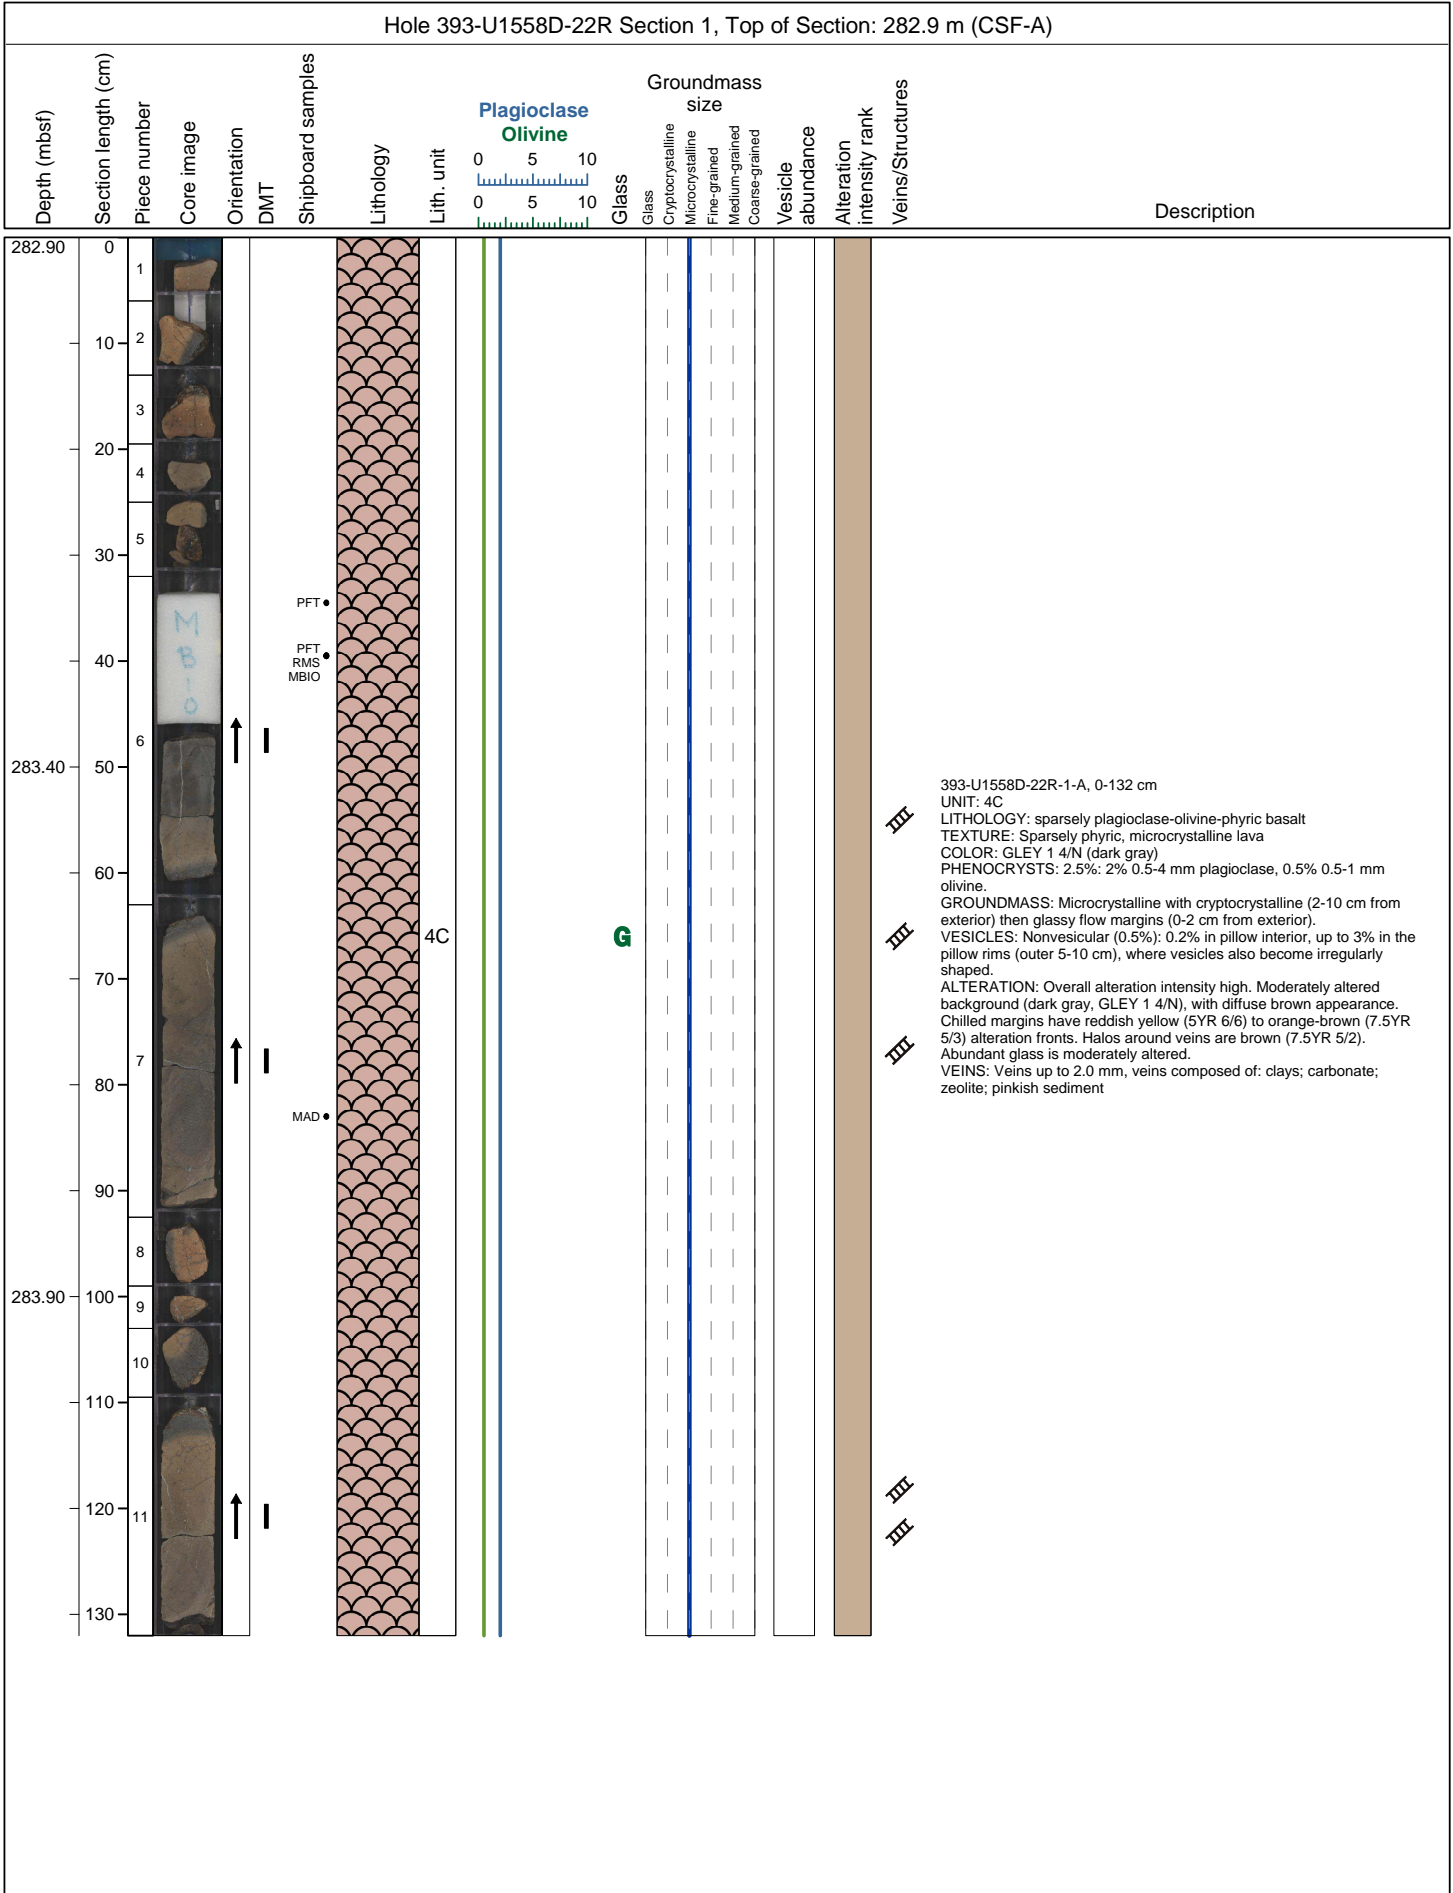 Hole 393-U1558D-22R Section 1, Top of Section: 282.9 m (CSF-A)
Depth (mbsf)
Section length (cm)
Piece number
Core image
Orientation
DMT
Shipboard samples
Lithology
Lith. unit
Plagioclase
Olivine
0 5 10
0 5 10
Glass
Groundmass
size
Glass
Cryptocrystalline
Microcrystalline
Fine-grained
Medium-grained
Coarse-grained
Vesicle
abundance
Alteration
intensity rank
Veins/Structures
Description
282.90
283.40
283.90
0
10
20
30
40
50
60
70
80
90
100
110
120
130
1
2
3
4
5
6
7
8
9
10
11
M
B
I
O
PFT
PFT
RMS
MBIO
MAD
4C
G
393-U1558D-22R-1-A, 0-132 cm
UNIT: 4C
LITHOLOGY: sparsely plagioclase-olivine-phyric basalt
TEXTURE: Sparsely phyric, microcrystalline lava
COLOR: GLEY 1 4/N (dark gray)
PHENOCRYSTS: 2.5%: 2% 0.5-4 mm plagioclase, 0.5% 0.5-1 mm
olivine.
GROUNDMASS: Microcrystalline with cryptocrystalline (2-10 cm from
exterior) then glassy flow margins (0-2 cm from exterior).
VESICLES: Nonvesicular (0.5%): 0.2% in pillow interior, up to 3% in the
pillow rims (outer 5-10 cm), where vesicles also become irregularly
shaped.
ALTERATION: Overall alteration intensity high. Moderately altered
background (dark gray, GLEY 1 4/N), with diffuse brown appearance.
Chilled margins have reddish yellow (5YR 6/6) to orange-brown (7.5YR
5/3) alteration fronts. Halos around veins are brown (7.5YR 5/2).
Abundant glass is moderately altered.
VEINS: Veins up to 2.0 mm, veins composed of: clays; carbonate;
zeolite; pinkish sediment